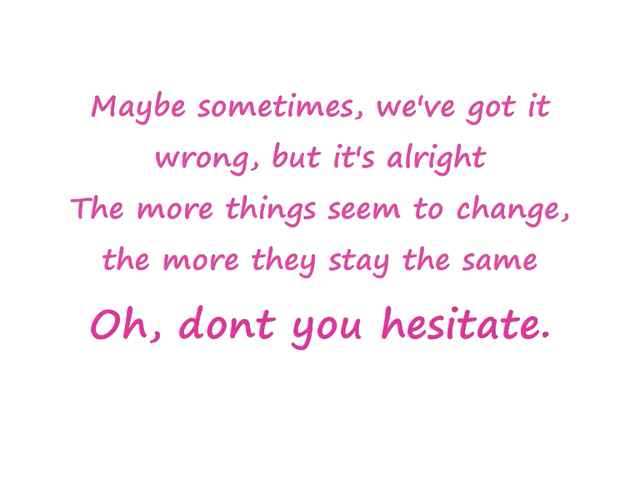 Maybe sometimes, we've got it
wrong, but it's alright
The more things seem to change,
the more they stay the same
Oh, dont you hesitate.